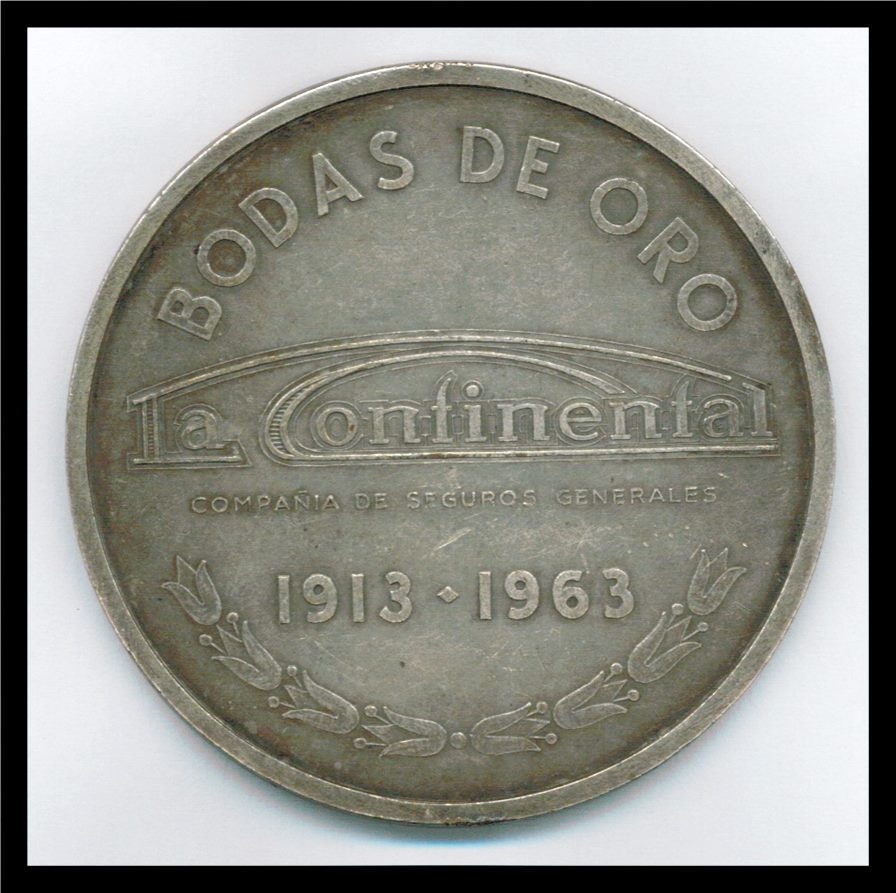 BODAS DE ORO
La Continental
COMPAÑIA DE SEGUROS GENERALES
1913 · 1963